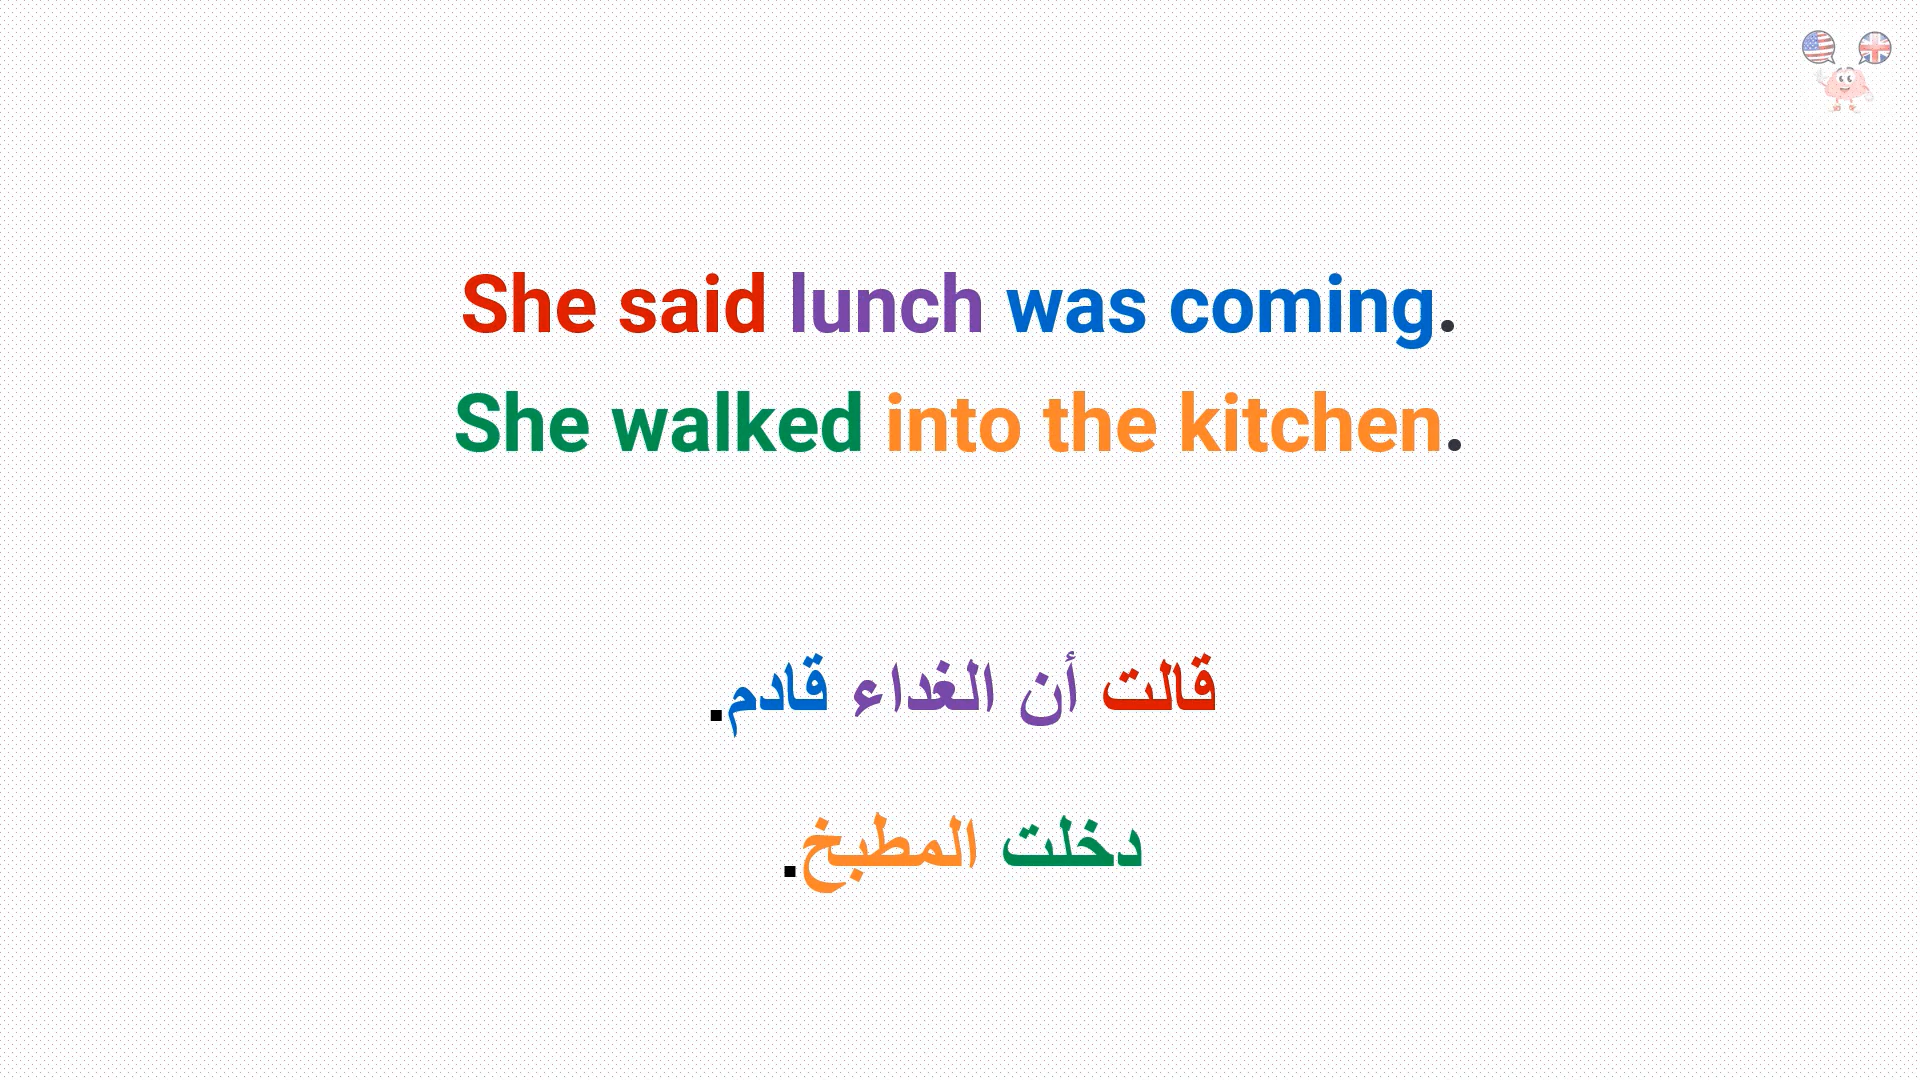 She said lunch was coming.
She walked into the kitchen.
قالت أن الغداء قادم.
دخلت المطبخ.